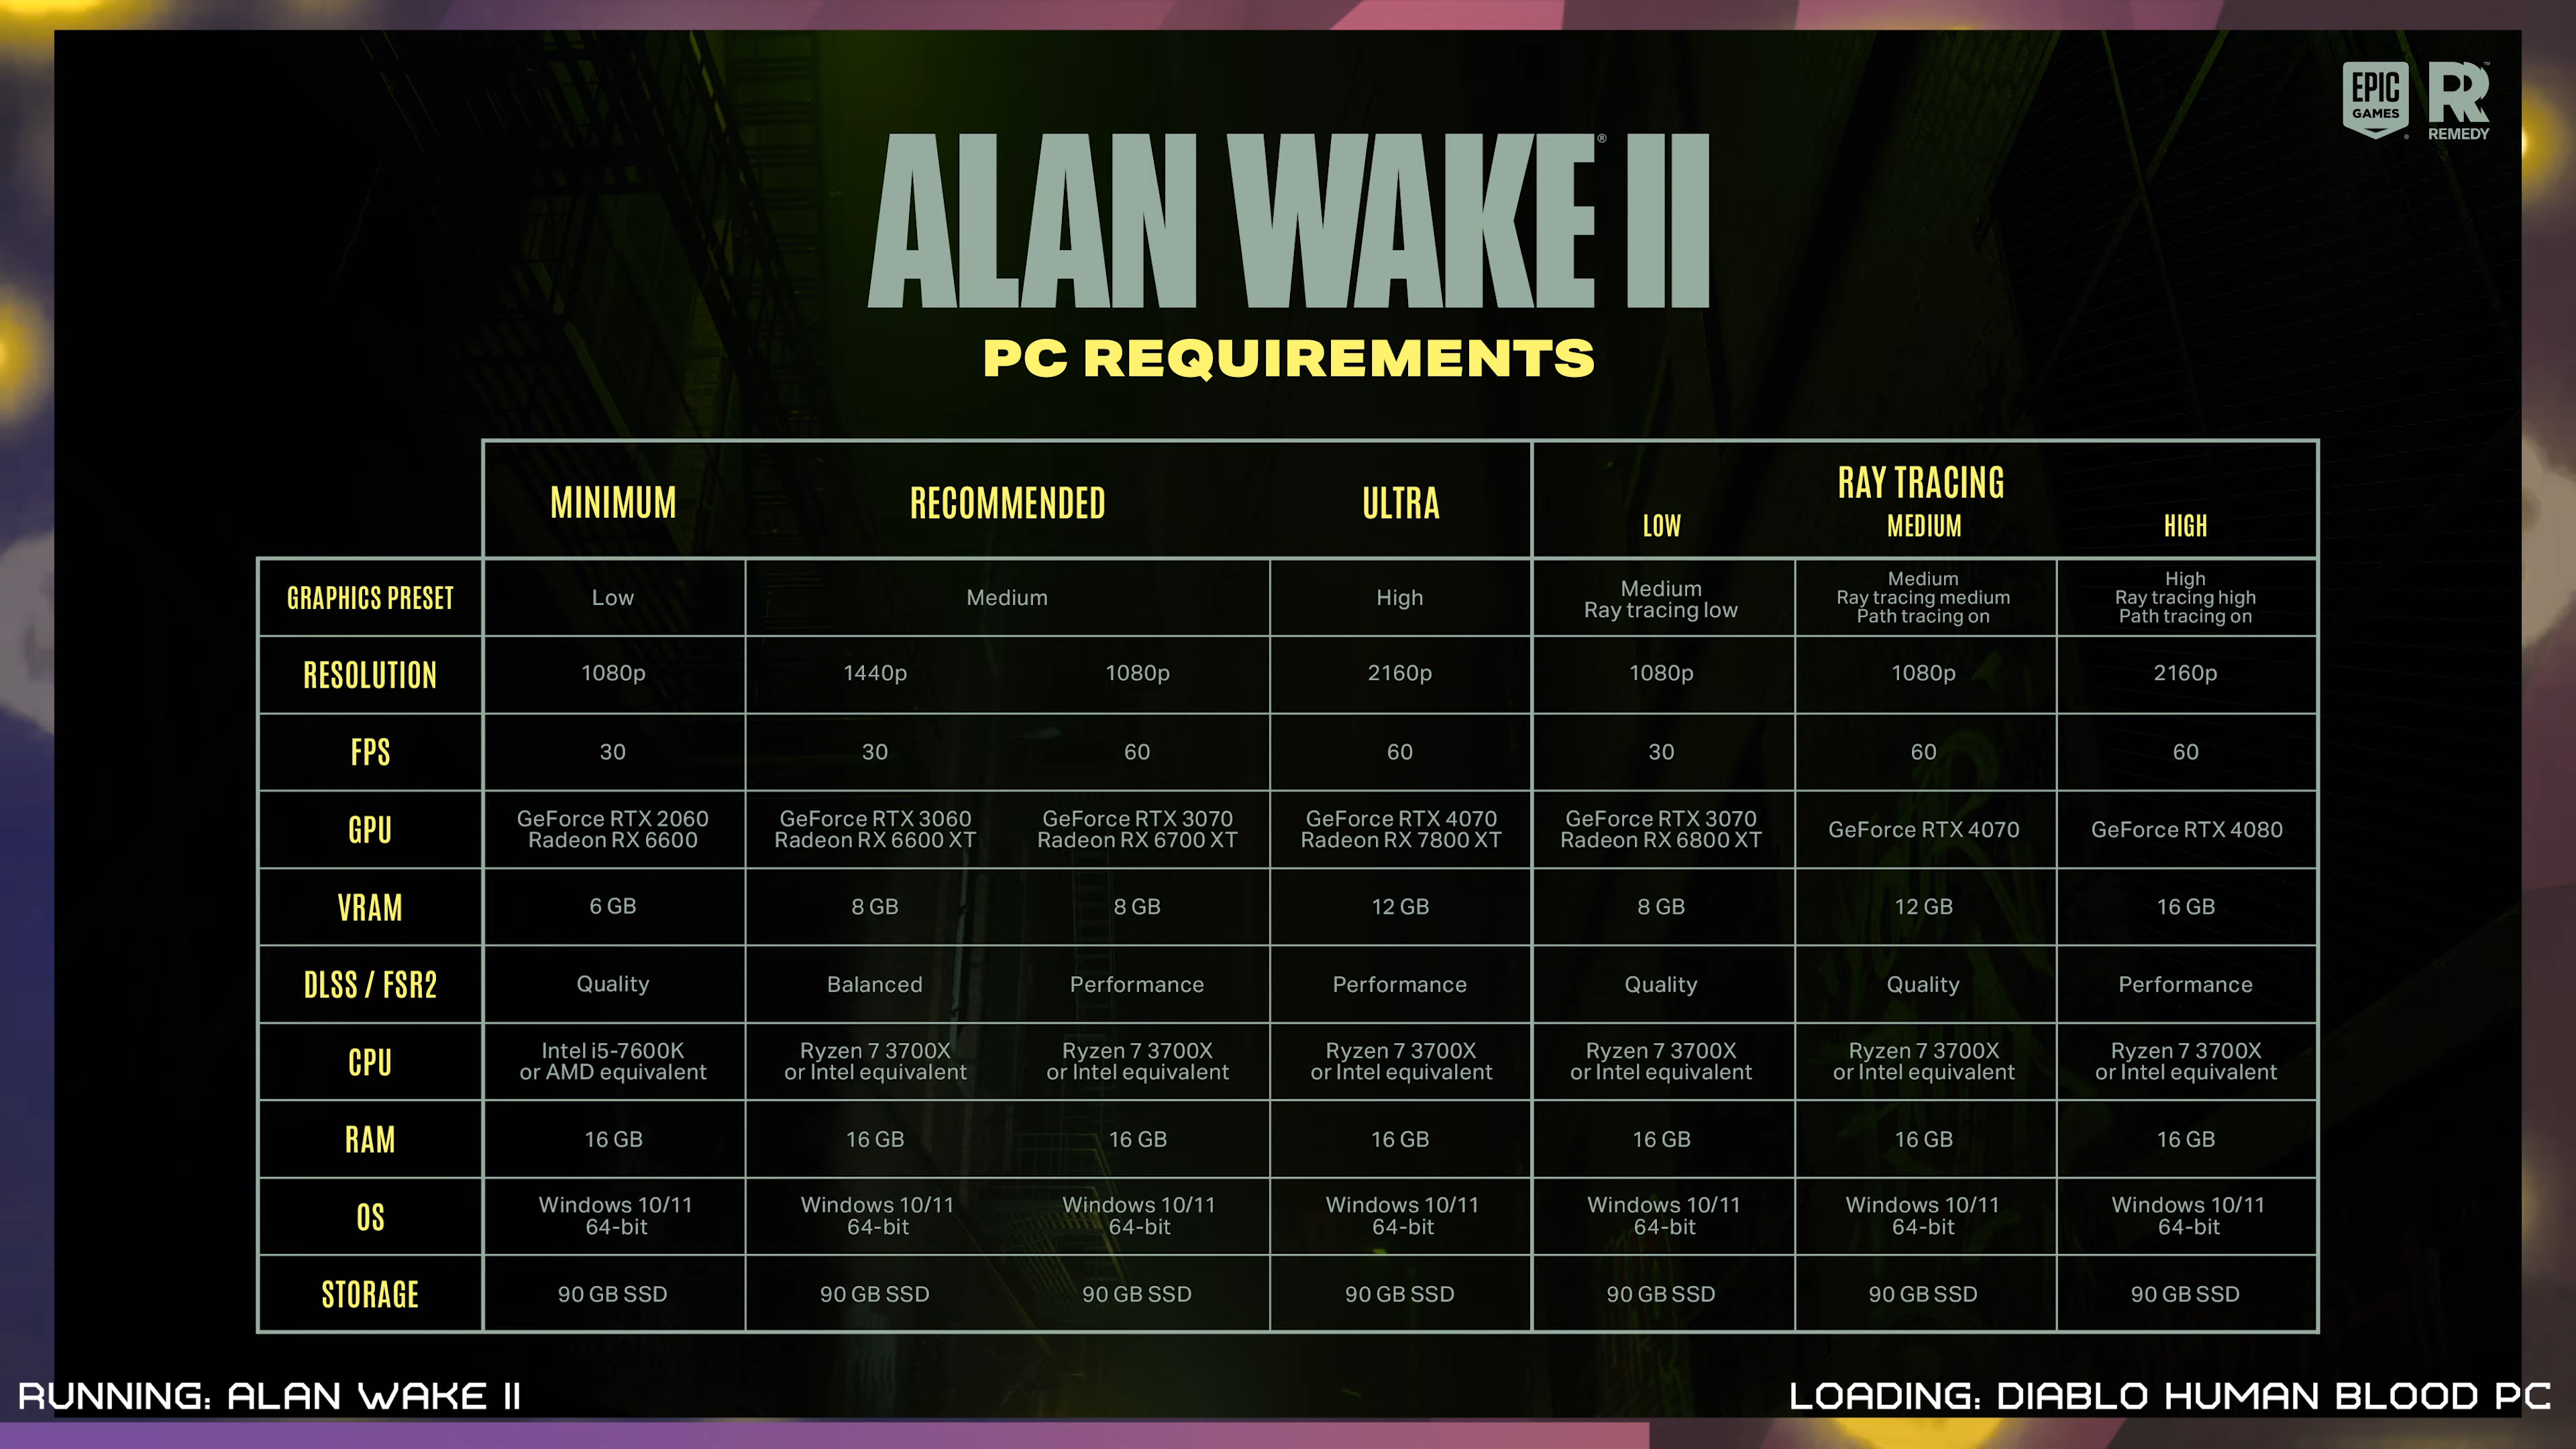 EPIC
GAMES
REMEDY
ALAN WAKE® II
PC REQUIREMENTS
MINIMUM RECOMMENDED ULTRA RAY TRACING
LOW MEDIUM HIGH
GRAPHICS PRESET Low Medium High Medium Ray tracing low Medium Ray tracing medium Path tracing on High Ray tracing high Path tracing on
RESOLUTION 1080p 1440p 1080p 2160p 1080p 1080p 2160p
FPS 30 30 60 60 30 60 60
GPU GeForce RTX 2060 Radeon RX 6600 GeForce RTX 3060 Radeon RX 6600 XT GeForce RTX 3070 Radeon RX 6700 XT GeForce RTX 4070 Radeon RX 7800 XT GeForce RTX 3070 Radeon RX 6800 XT GeForce RTX 4070 GeForce RTX 4080
VRAM 6 GB 8 GB 8 GB 12 GB 8 GB 12 GB 16 GB
DLSS / FSR2 Quality Balanced Performance Performance Quality Quality Performance
CPU Intel i5-7600K or AMD equivalent Ryzen 7 3700X or Intel equivalent Ryzen 7 3700X or Intel equivalent Ryzen 7 3700X or Intel equivalent Ryzen 7 3700X or Intel equivalent Ryzen 7 3700X or Intel equivalent Ryzen 7 3700X or Intel equivalent
RAM 16 GB 16 GB 16 GB 16 GB 16 GB 16 GB 16 GB
OS Windows 10/11 64-bit Windows 10/11 64-bit Windows 10/11 64-bit Windows 10/11 64-bit Windows 10/11 64-bit Windows 10/11 64-bit Windows 10/11 64-bit
STORAGE 90 GB SSD 90 GB SSD 90 GB SSD 90 GB SSD 90 GB SSD 90 GB SSD 90 GB SSD
RUNNING: ALAN WAKE II
LOADING: DIABLO HUMAN BLOOD PC